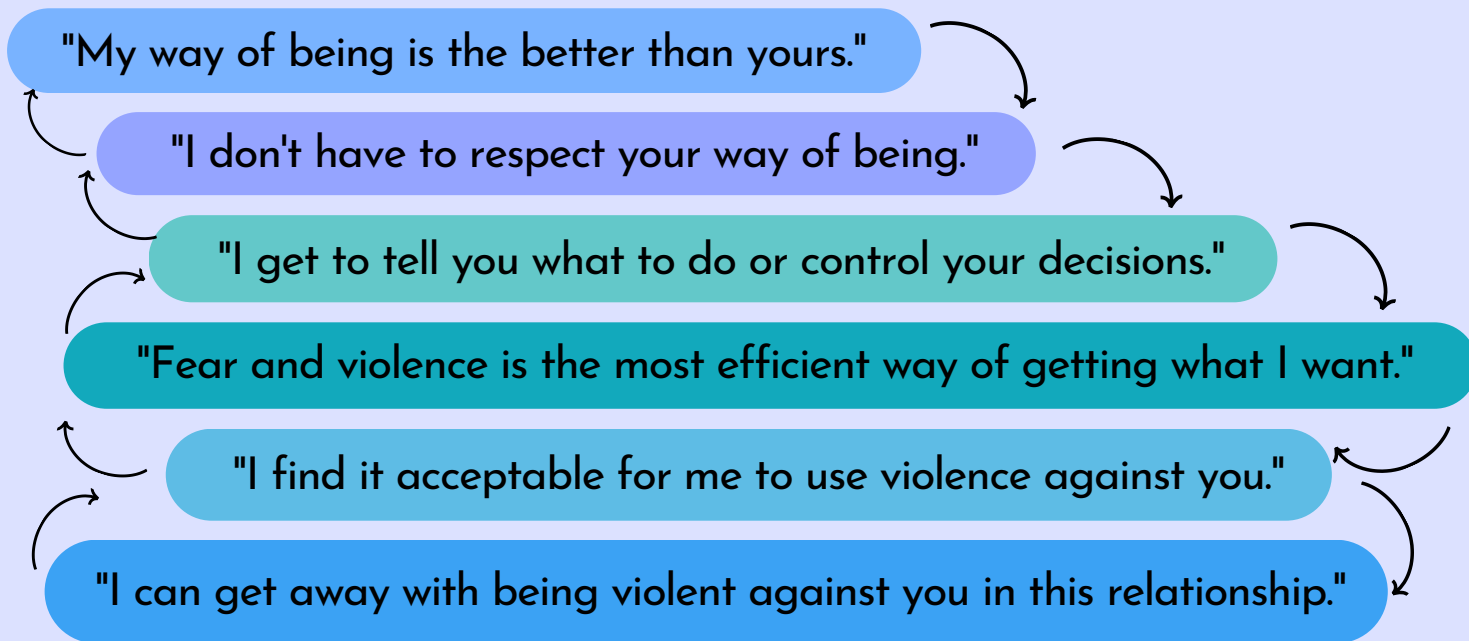 "My way of being is the better than yours."
"I don't have to respect your way of being."
"I get to tell you what to do or control your decisions."
"Fear and violence is the most efficient way of getting what I want."
"I find it acceptable for me to use violence against you."
"I can get away with being violent against you in this relationship."